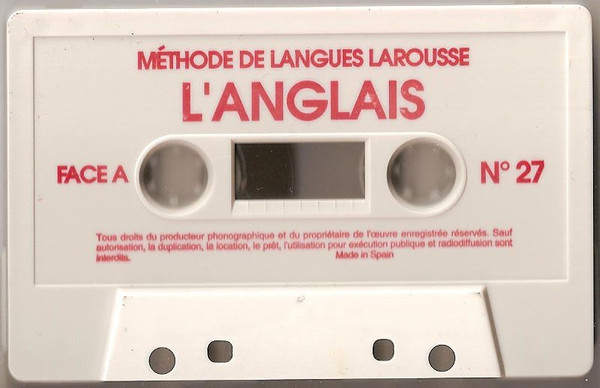 MÉTHODE DE LANGUES LAROUSSE
L'ANGLAIS
FACE A
N° 27
Tous droits du producteur phonographique et du propriétaire de l'œuvre enregistrée réservés. Sauf
autorisation, la duplication, la location, le prêt, l'utilisation pour exécution publique et radiodiffusion sont
interdits.
Made in Spain